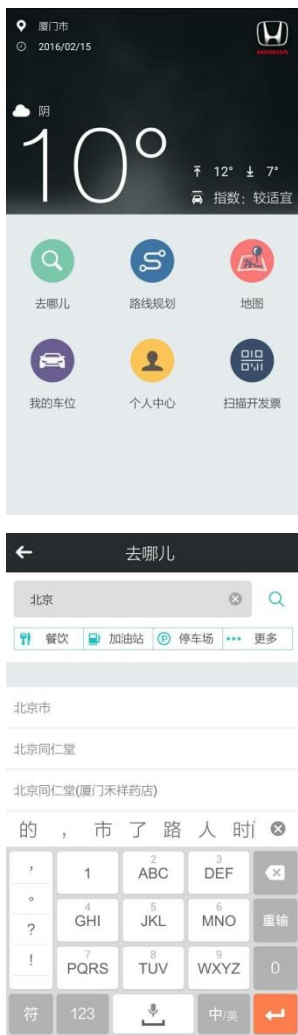 厦门市
2016/02/15
HONDA
阴
10°
12° 7°
指数：较适宜
去哪儿 路线规划 地图
我的车位 个人中心 扫描开发票
去哪儿
北京
餐饮 加油站 P 停车场 更多
北京市
北京同仁堂
北京同仁堂(厦门禾祥药店)
的 ， 市 了 路 人 时
， 1 2 ABC 3 DEF
。
? 4 GHI 5 JKL 6 MNO 重输
! 7 PQRS 8 TUV 9 WXYZ 0
符 123 中/英